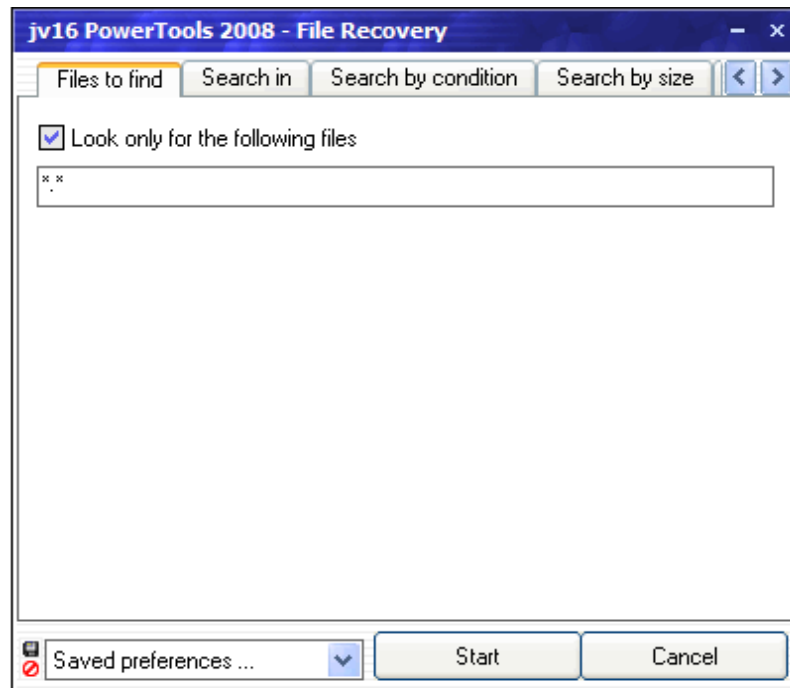 jv16 PowerTools 2008 - File Recovery
Files to find Search in Search by condition Search by size
Look only for the following files
*.*
Saved preferences ... Start Cancel